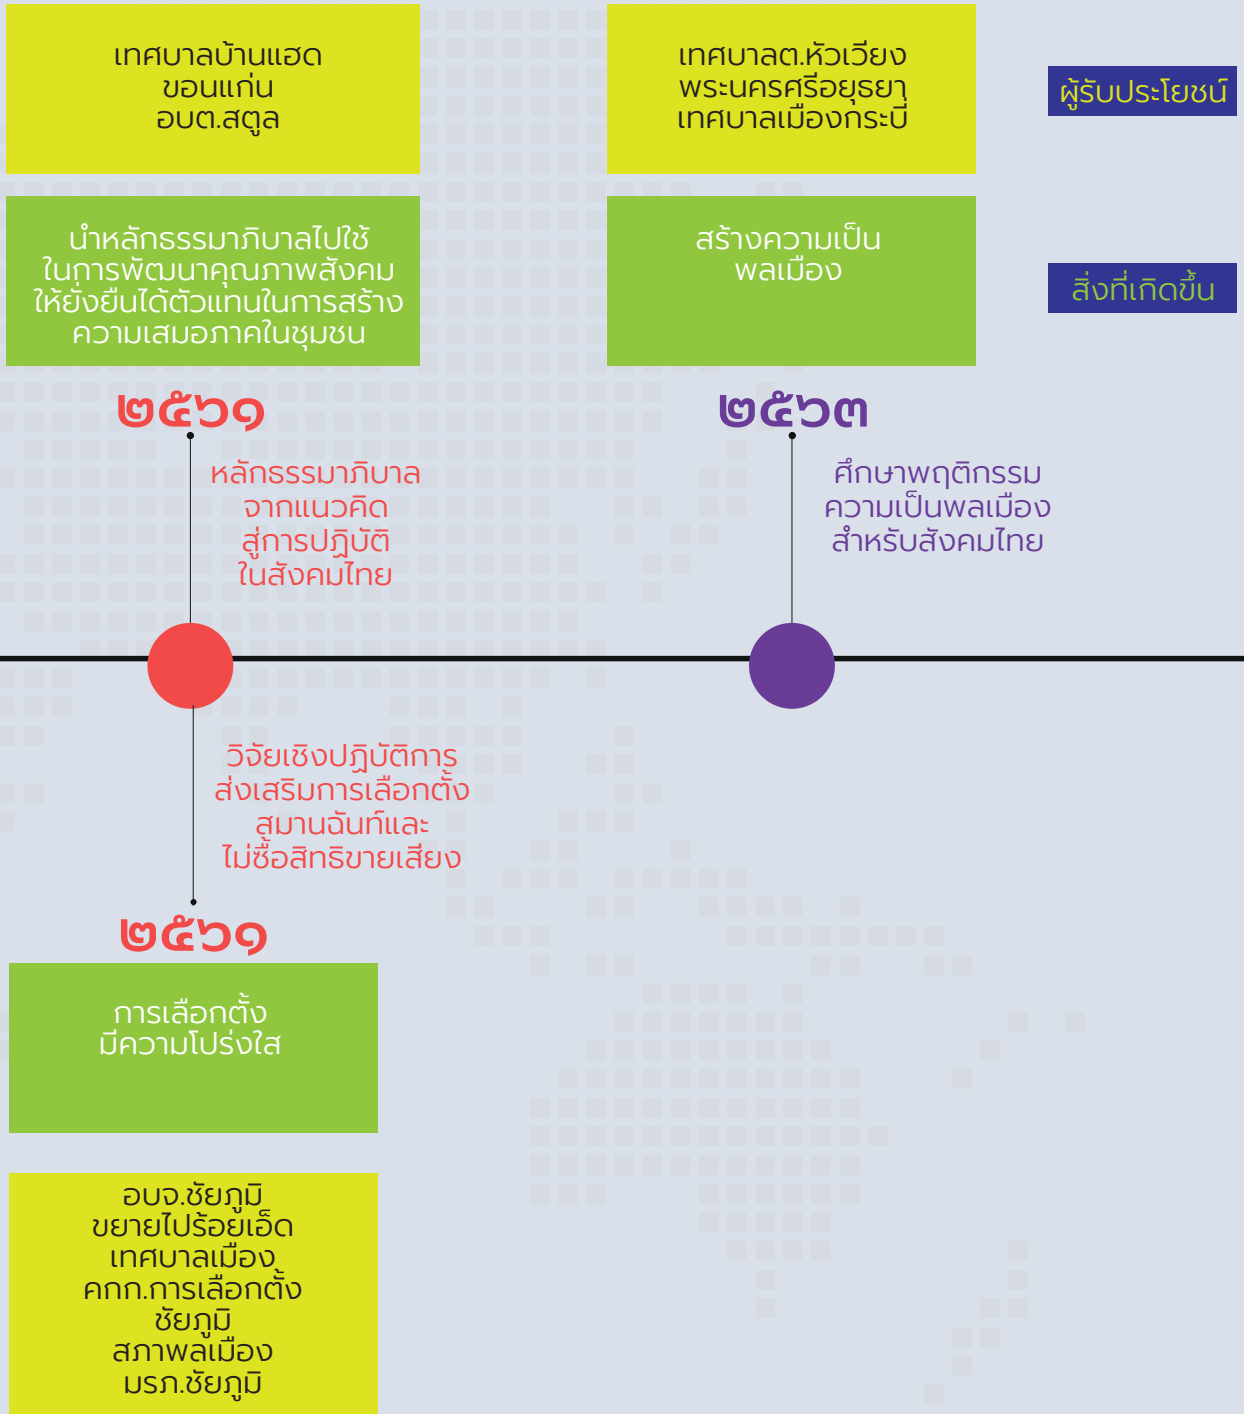 เทศบาลบ้านแฮด
ขอนแก่น
อบต.สตูล
เทศบาลต.หัวเวียง
พระนครศรีอยุธยา
เทศบาลเมืองกระบี่
ผู้รับประโยชน์
นำหลักธรรมาภิบาลไปใช้
ในการพัฒนาคุณภาพสังคม
ให้ยั่งยืนได้ตัวแทนในการสร้าง
ความเสมอภาคในชุมชน
สร้างความเป็น
พลเมือง
สิ่งที่เกิดขึ้น
๒๕๖๑
หลักธรรมาภิบาล
จากแนวคิด
สู่การปฏิบัติ
ในสังคมไทย
๒๕๖๓
ศึกษาพฤติกรรม
ความเป็นพลเมือง
สำหรับสังคมไทย
วิจัยเชิงปฏิบัติการ
ส่งเสริมการเลือกตั้ง
สมานฉันท์และ
ไม่ซื้อสิทธิขายเสียง
๒๕๖๑
การเลือกตั้ง
มีความโปร่งใส
อบจ.ชัยภูมิ
ขยายไปร้อยเอ็ด
เทศบาลเมือง
คกก.การเลือกตั้ง
ชัยภูมิ
สภาพลเมือง
มรภ.ชัยภูมิ